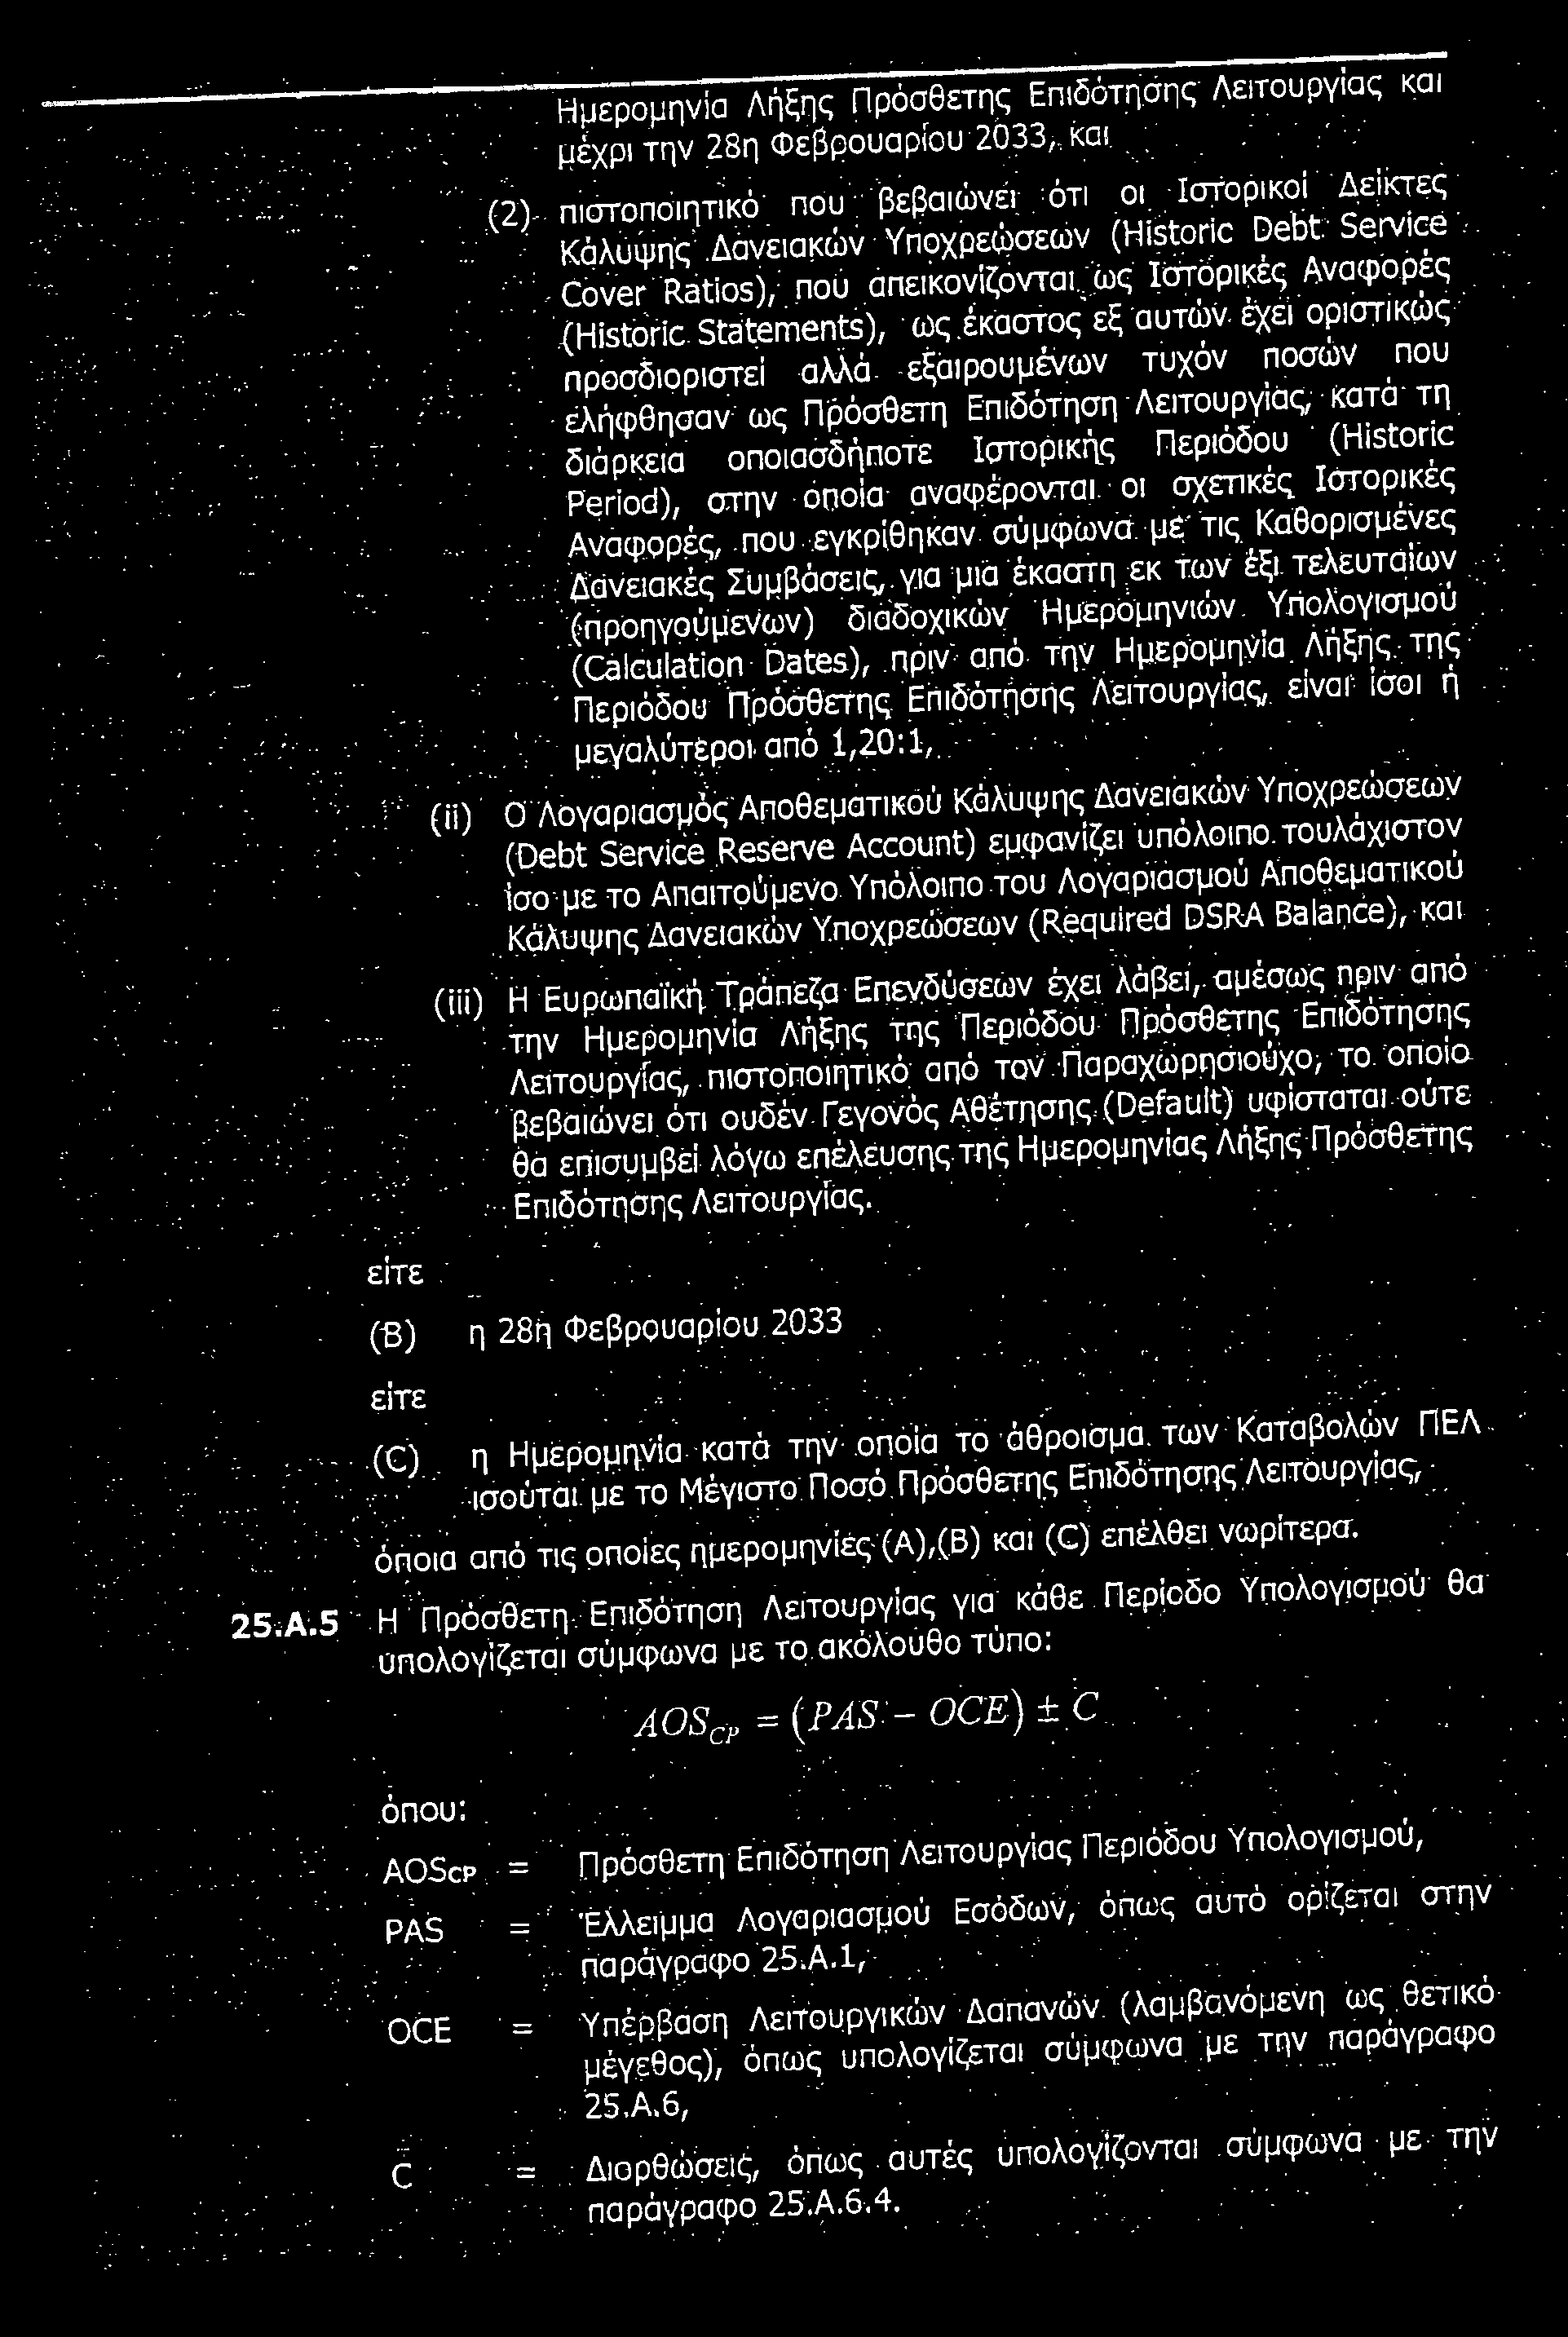 Ημερομηνία Λήξης Πρόσθετης Επιδότησης Λειτουργίας και
μέχρι την 28η Φεβρουαρίου 2033, και
(2) πιστοποιητικό που βεβαιώνει ότι οι Ιστορικοί Δείκτες
Κάλυψης Δανειακών Υποχρεώσεων (Historic Debt Service
Cover Ratios), που απεικονίζονται ως Ιστορικές Αναφορές
(Historic Statements), ως έκαστος εξ αυτών έχει οριστικώς
προσδιοριστεί αλλά εξαιρουμένων τυχόν ποσών που
ελήφθησαν ως Πρόσθετη Επιδότηση Λειτουργίας, κατά τη
διάρκεια οποιασδήποτε Ιστορικής Περιόδου (Historic
Period), στην οποία αναφέρονται οι σχετικές Ιστορικές
Αναφορές, που εγκρίθηκαν σύμφωνα με τις Καθορισμένες
Δανειακές Συμβάσεις, για μια έκαστη εκ των έξι τελευταίων
(προηγούμενων) διαδοχικών Ημερομηνιών Υπολογισμού
(Calculation Dates), πριν από την Ημερομηνία Λήξης της
Περιόδου Πρόσθετης Επιδότησης Λειτουργίας, είναι ίσοι ή
μεγαλύτεροι από 1,20:1,
(ii) Ο Λογαριασμός Αποθεματικού Κάλυψης Δανειακών Υποχρεώσεων
(Debt Service Reserve Account) εμφανίζει υπόλοιπο τουλάχιστον
ίσο με το Απαιτούμενο Υπόλοιπο του Λογαριασμού Αποθεματικού
Κάλυψης Δανειακών Υποχρεώσεων (Required DSRA Balance), και
(iii) Η Ευρωπαϊκή Τράπεζα Επενδύσεων έχει λάβει, αμέσως πριν από
την Ημερομηνία Λήξης της Περιόδου Πρόσθετης Επιδότησης
Λειτουργίας, πιστοποιητικό από τον Παραχωρησιούχο, το οποίο
βεβαιώνει ότι ουδέν Γεγονός Αθέτησης (Default) υφίσταται ούτε
θα επισυμβεί λόγω επέλευσης της Ημερομηνίας Λήξης Πρόσθετης
Επιδότησης Λειτουργίας.
είτε
(B) η 28η Φεβρουαρίου 2033
είτε
(C) η Ημερομηνία κατά την οποία το άθροισμα των Καταβολών ΠΕΛ
ισούται με το Μέγιστο Ποσό Πρόσθετης Επιδότησης Λειτουργίας,
όποια από τις οποίες ημερομηνίες (A),(B) και (C) επέλθει νωρίτερα.
25.A.5 Η Πρόσθετη Επιδότηση Λειτουργίας για κάθε Περίοδο Υπολογισμού θα
υπολογίζεται σύμφωνα με το ακόλουθο τύπο:
AOS_CP = (PAS - OCE) ± C
όπου:
AOSCP = Πρόσθετη Επιδότηση Λειτουργίας Περιόδου Υπολογισμού,
PAS = Έλλειμμα Λογαριασμού Εσόδων, όπως αυτό ορίζεται στην
παράγραφο 25.A.1,
OCE = Υπέρβαση Λειτουργικών Δαπανών (λαμβανόμενη ως θετικό
μέγεθος), όπως υπολογίζεται σύμφωνα με την παράγραφο
25.A.6,
C = Διορθώσεις, όπως αυτές υπολογίζονται σύμφωνα με την
παράγραφο 25.A.6.4.